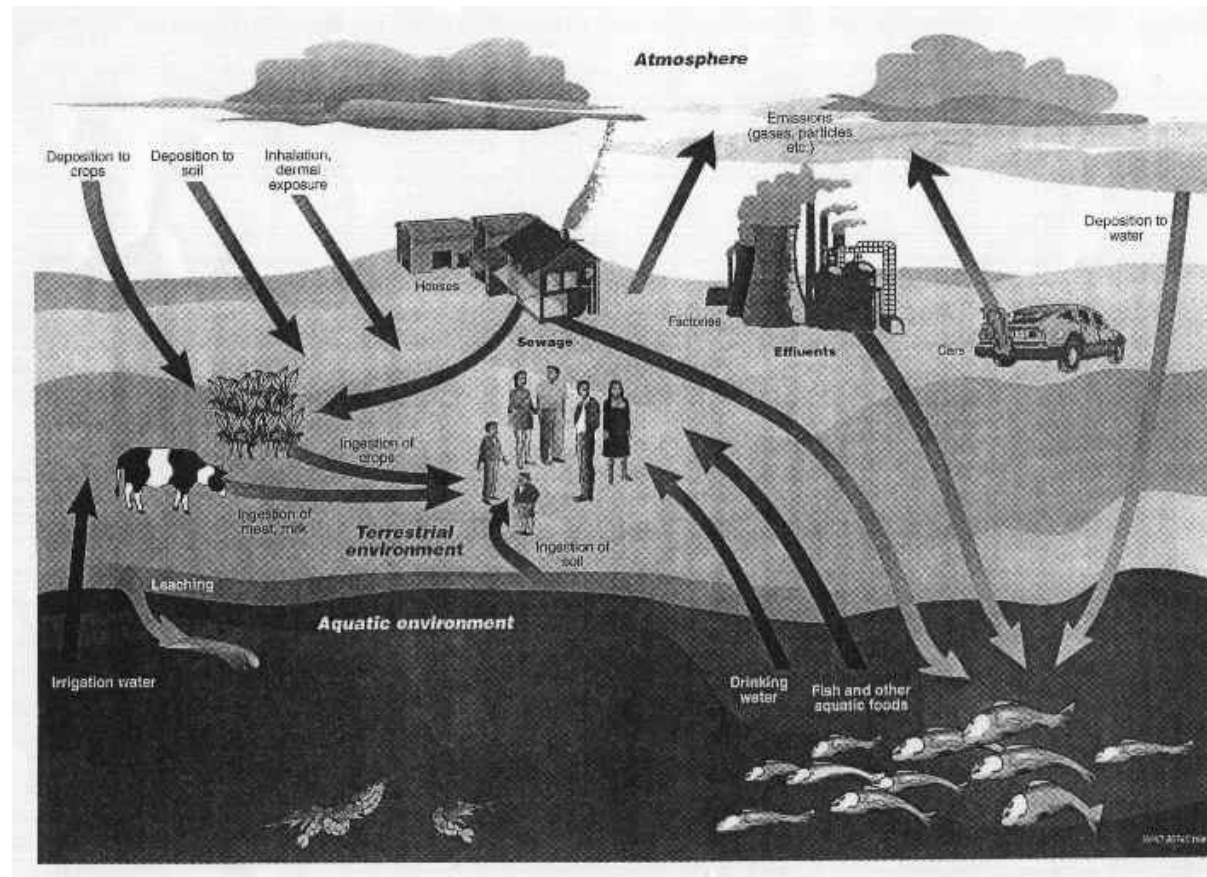 Atmosphere
Emissions
(gases, particles
etc.)
Deposition to
crops
Deposition to
soil
Inhalation,
dermal
exposure
Deposition to
water
Houses
Factories
Sewage
Effluents
Cars
Ingestion of
crops
Ingestion of
meat, milk
Terrestrial
environment
Ingestion of
soil
Leaching
Aquatic environment
Irrigation water
Drinking
water
Fish and other
aquatic foods